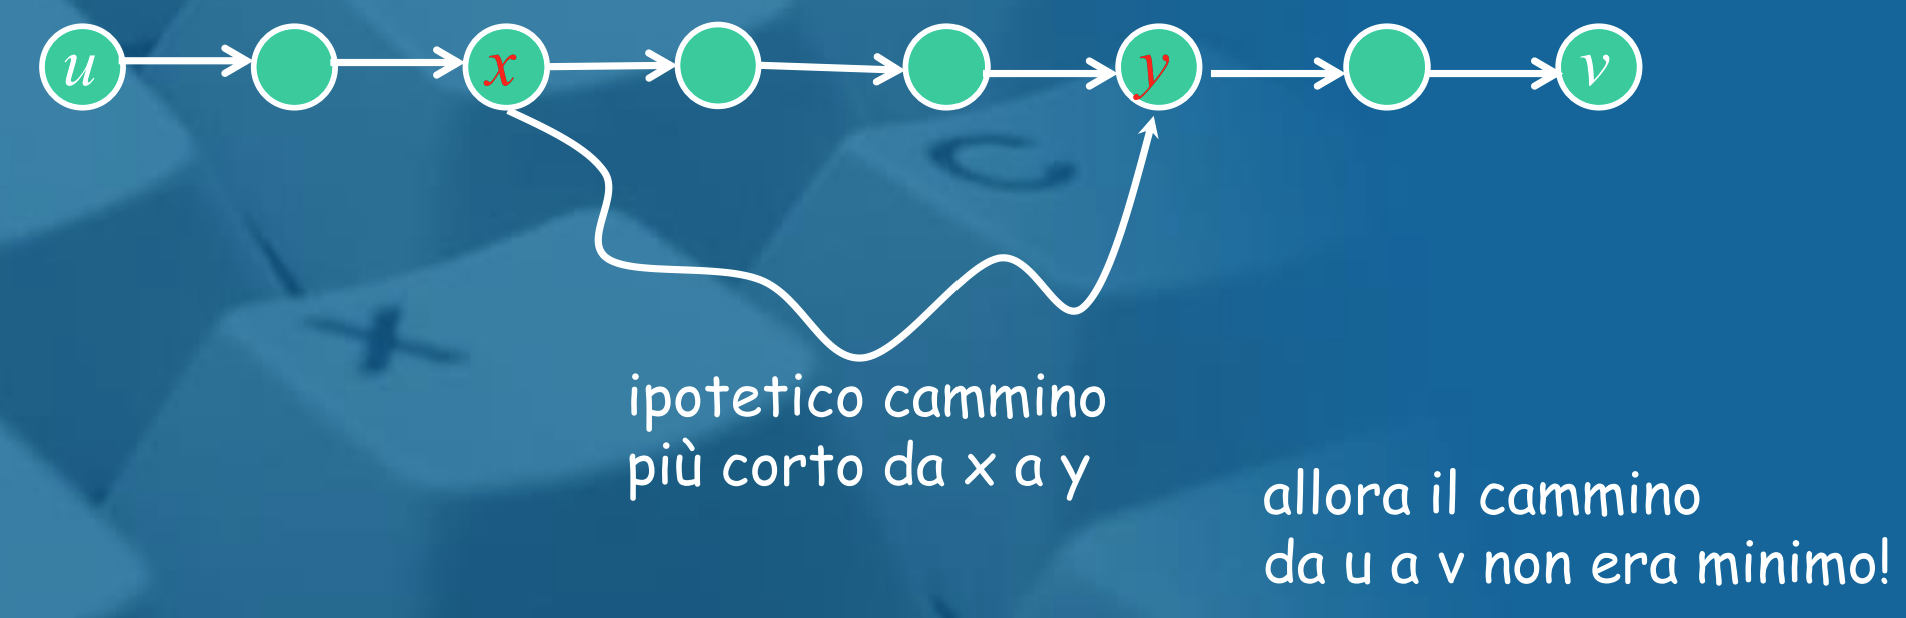 u x y v
ipotetico cammino
più corto da x a y
allora il cammino
da u a v non era minimo!